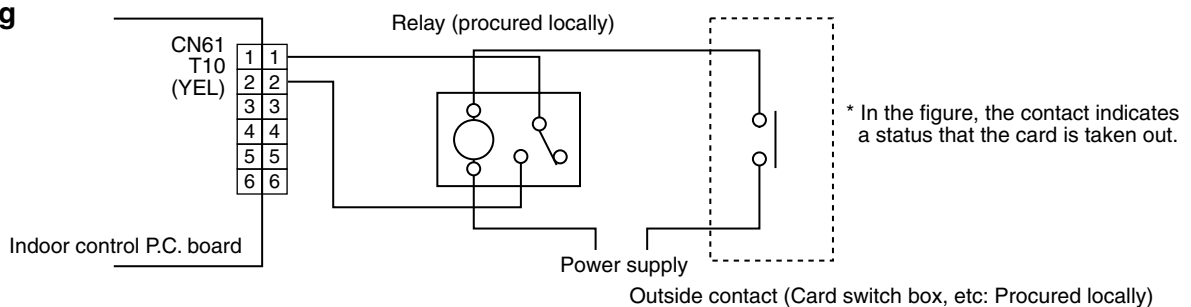 g
Relay (procured locally)
CN61
T10
(YEL)
1 1
2 2
3 3
4 4
5 5
6 6
* In the figure, the contact indicates
a status that the card is taken out.
Indoor control P.C. board
Power supply
Outside contact (Card switch box, etc: Procured locally)